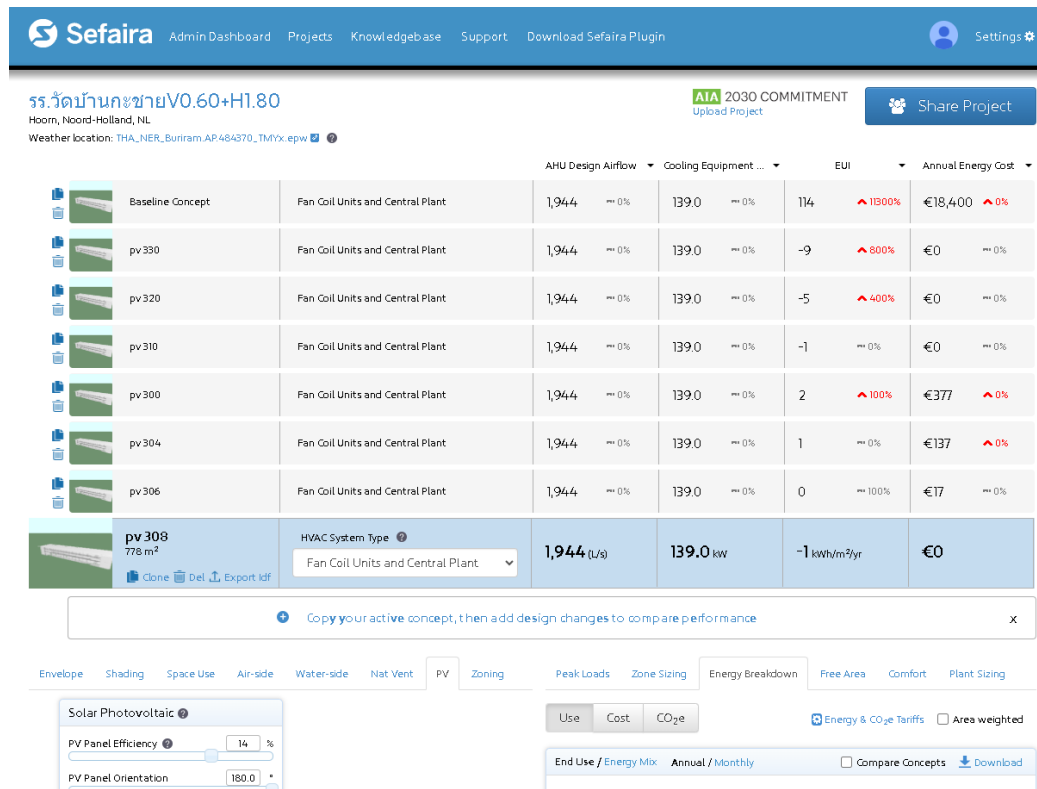 Sefaira Admin Dashboard Projects Knowledgebase Support Download Sefaira Plugin Settings
รร.วัดบ้านกะชายV0.60+H1.80
Hoorn, Noord-Holland, NL
Weather location: THA_NER_Buriram.AP.484370_TMYx.epw
AIA 2030 COMMITMENT
Upload Project
Share Project
AHU Design Airflow Cooling Equipment ... EUI Annual Energy Cost
Baseline Concept Fan Coil Units and Central Plant 1,944 0% 139.0 0% 114 11300% €18,400 0%
pv330 Fan Coil Units and Central Plant 1,944 0% 139.0 0% -9 800% €0 0%
pv320 Fan Coil Units and Central Plant 1,944 0% 139.0 0% -5 400% €0 0%
pv310 Fan Coil Units and Central Plant 1,944 0% 139.0 0% -1 0% €0 0%
pv300 Fan Coil Units and Central Plant 1,944 0% 139.0 0% 2 100% €377 0%
pv304 Fan Coil Units and Central Plant 1,944 0% 139.0 0% 1 0% €137 0%
pv306 Fan Coil Units and Central Plant 1,944 0% 139.0 0% 0 100% €17 0%
pv308
778 m²
Clone Del Export Idf
HVAC System Type
Fan Coil Units and Central Plant
1,944 (L/s) 139.0 kW -1 kWh/m²/yr €0
Copy your active concept, then add design changes to compare performance x
Envelope Shading Space Use Air-side Water-side Nat Vent PV Zoning
Peak Loads Zone Sizing Energy Breakdown Free Area Comfort Plant Sizing
Solar Photovoltaic
PV Panel Efficiency 14 %
PV Panel Orientation 180.0 °
Use Cost CO₂e Energy & CO₂e Tariffs Area weighted
End Use / Energy Mix Annual / Monthly Compare Concepts Download